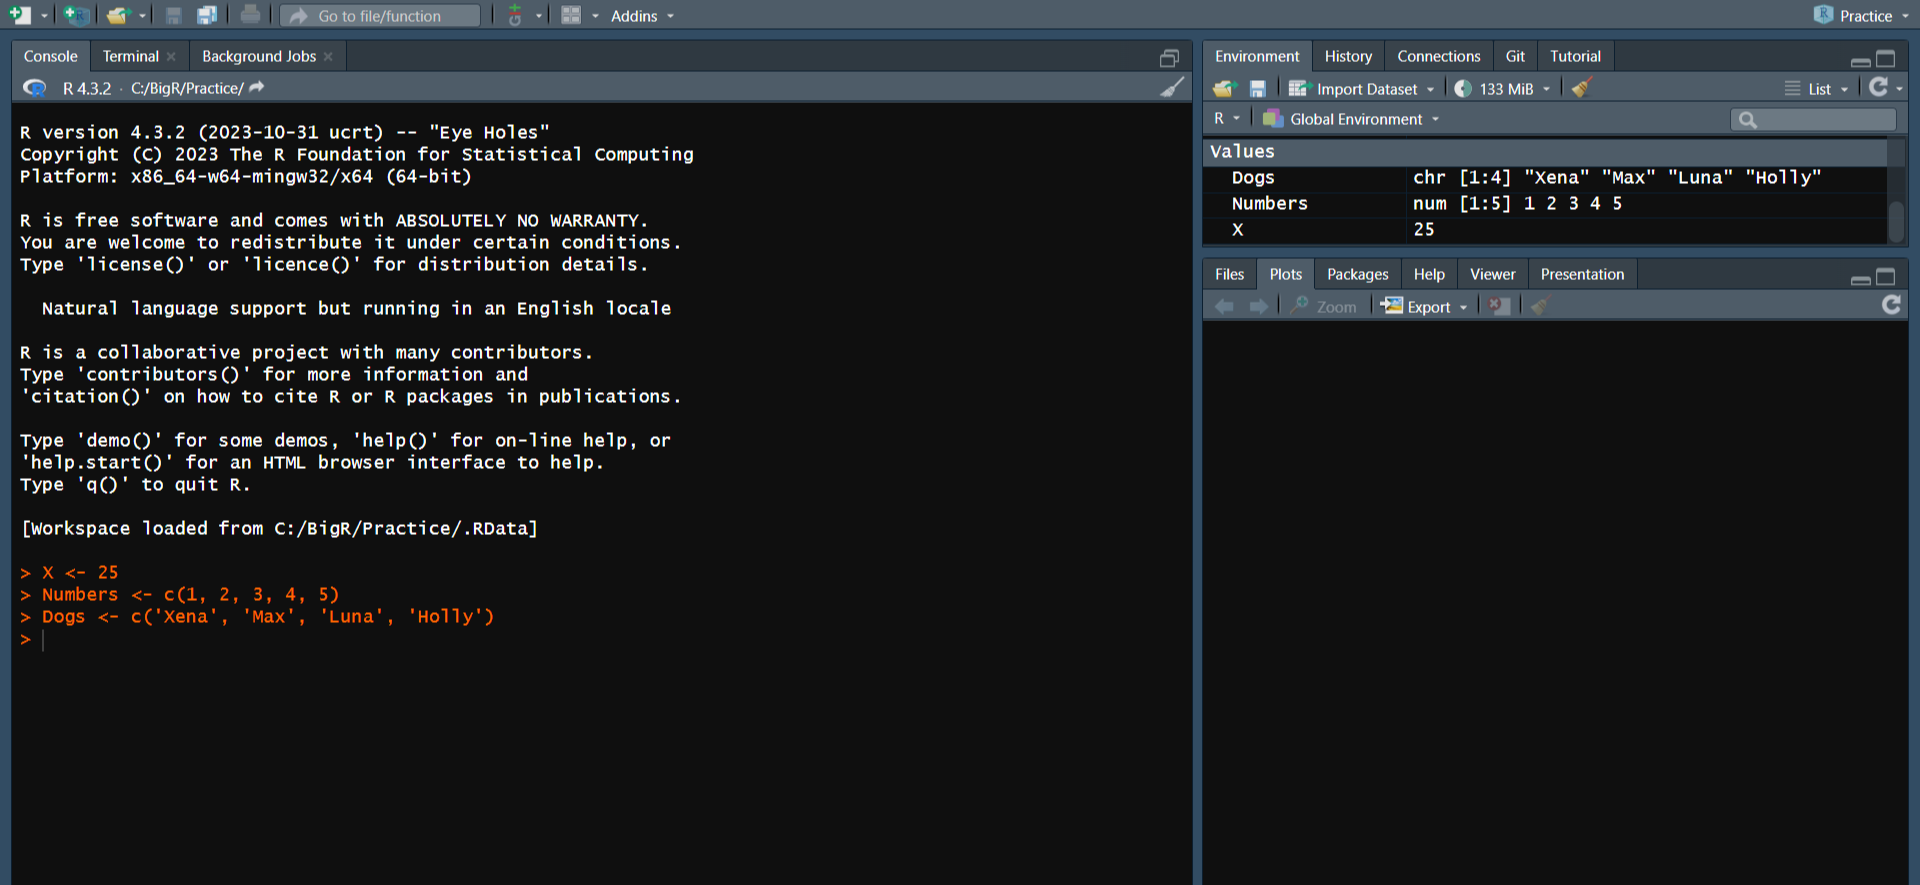 Go to file/function
Addins
Practice
Console
Terminal
Background Jobs
R 4.3.2 · C:/BigR/Practice/
R version 4.3.2 (2023-10-31 ucrt) -- "Eye Holes"
Copyright (C) 2023 The R Foundation for Statistical Computing
Platform: x86_64-w64-mingw32/x64 (64-bit)
R is free software and comes with ABSOLUTELY NO WARRANTY.
You are welcome to redistribute it under certain conditions.
Type 'license()' or 'licence()' for distribution details.
Natural language support but running in an English locale
R is a collaborative project with many contributors.
Type 'contributors()' for more information and
'citation()' on how to cite R or R packages in publications.
Type 'demo()' for some demos, 'help()' for on-line help, or
'help.start()' for an HTML browser interface to help.
Type 'q()' to quit R.
[Workspace loaded from C:/BigR/Practice/.RData]
> X <- 25
> Numbers <- c(1, 2, 3, 4, 5)
> Dogs <- c('Xena', 'Max', 'Luna', 'Holly')
>
Environment
History
Connections
Git
Tutorial
Import Dataset
133 MiB
List
R
Global Environment
Values
Dogs chr [1:4] "Xena" "Max" "Luna" "Holly"
Numbers num [1:5] 1 2 3 4 5
X 25
Files
Plots
Packages
Help
Viewer
Presentation
Zoom
Export